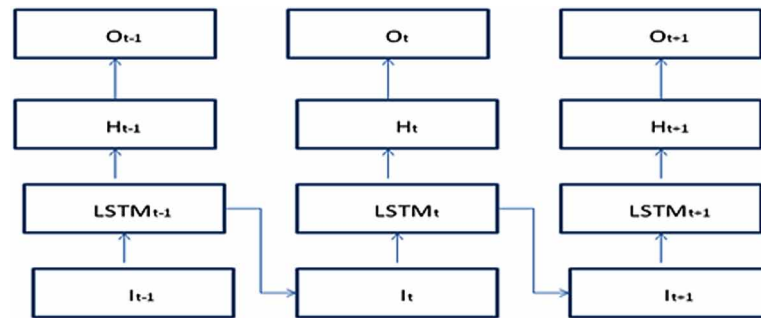 Ot-1 Ot Ot+1
Ht-1 Ht Ht+1
LSTMt-1 LSTMt LSTMt+1
It-1 It It+1